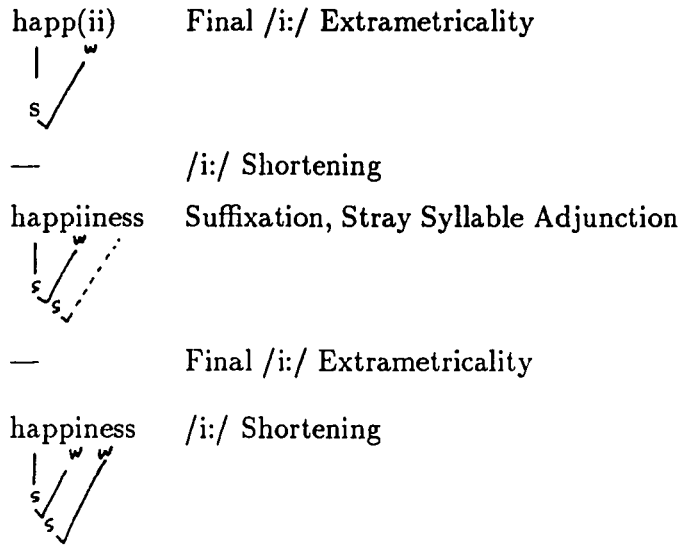 happ(ii) Final /i:/ Extrametricality
w
s
— /i:/ Shortening
happiiness Suffixation, Stray Syllable Adjunction
w
s
s
— Final /i:/ Extrametricality
happiness /i:/ Shortening
w w
s
s